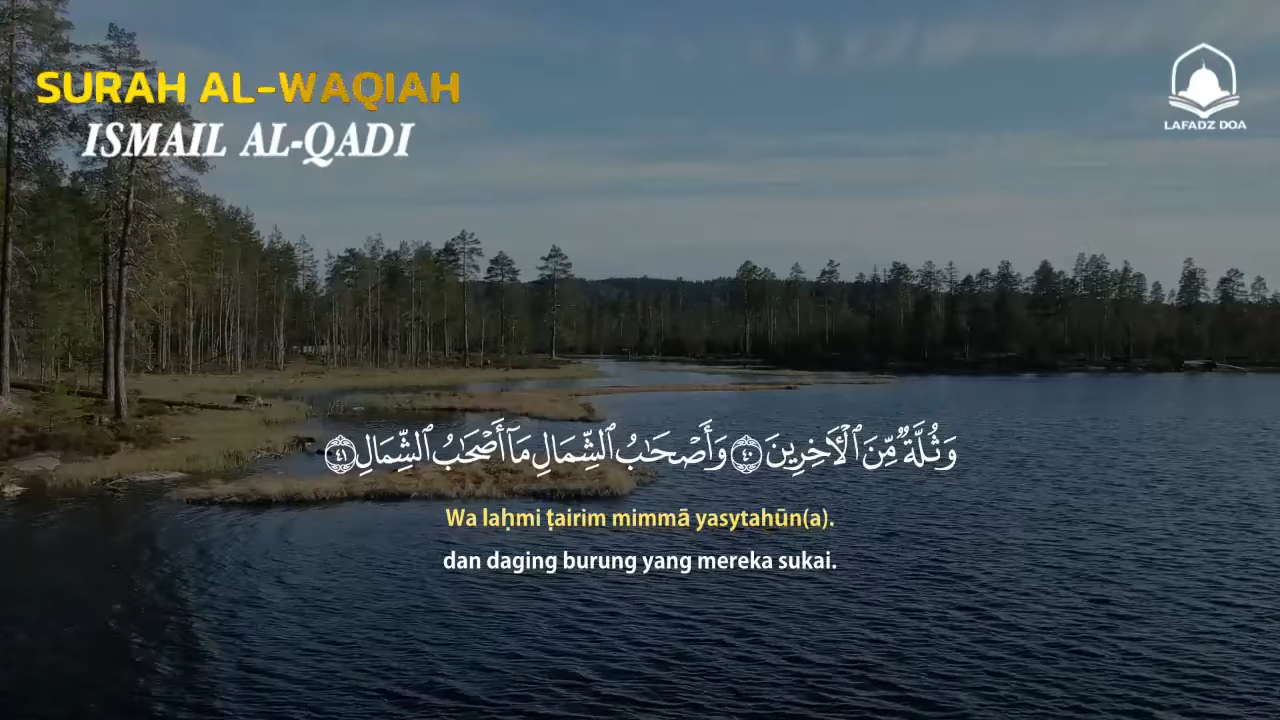 SURAH AL-WAQIAH
ISMAIL AL-QADI
LAFADZ DOA
وَثُلَّةٌ مِّنَ ٱلْأٓخِرِينَ ٤٠ وَأَصْحَٰبُ ٱلشِّمَالِ مَآ أَصْحَٰبُ ٱلشِّمَالِ ٤١
Wa laḥmi ṭairim mimmā yasytahūn(a).
dan daging burung yang mereka sukai.